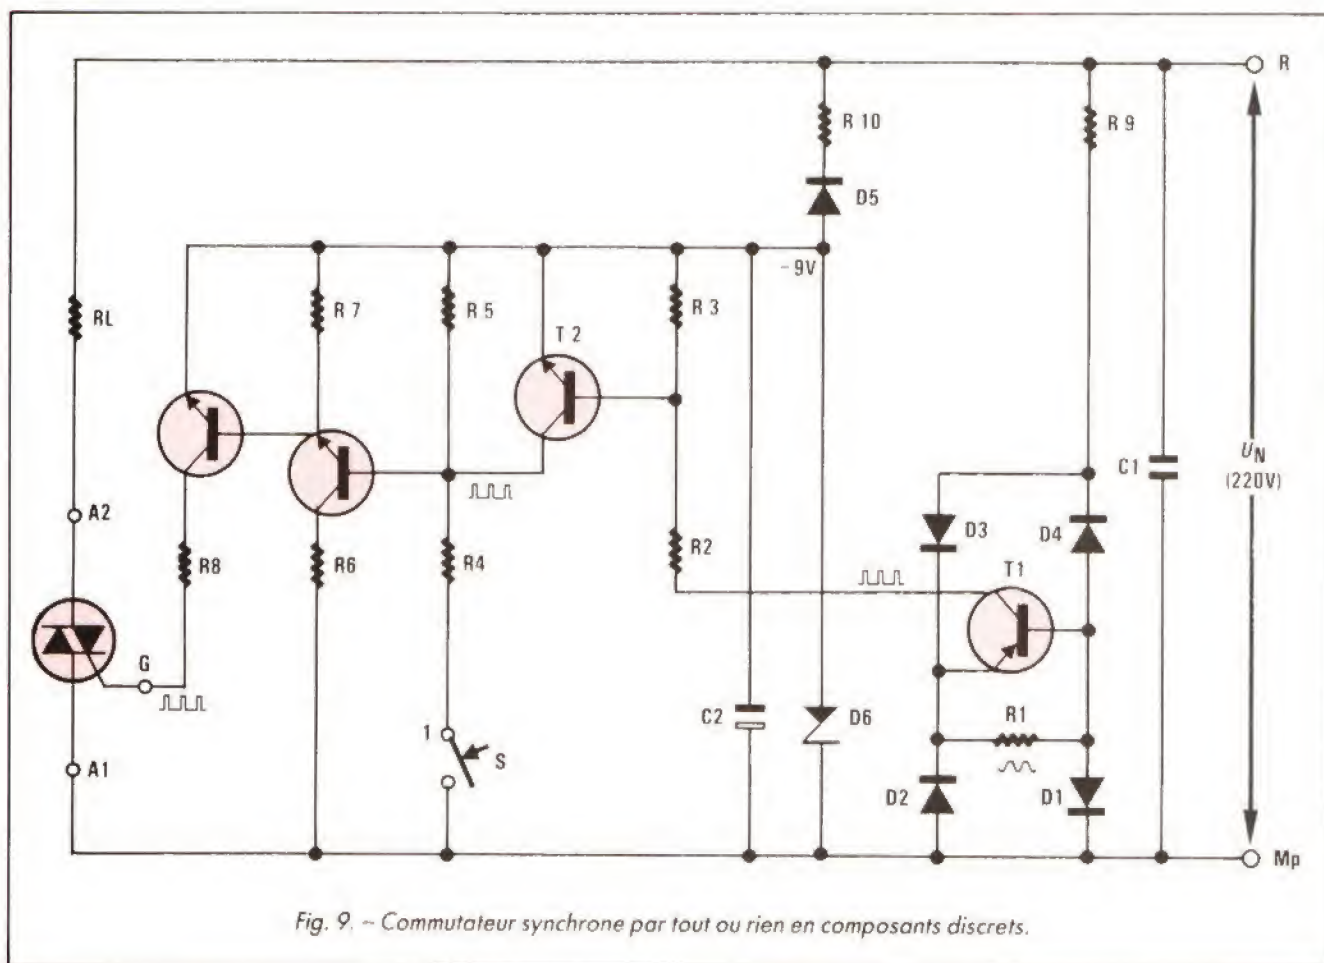 R
R 10
R 9
D5
-9V
RL
R 7
R 5
T 2
R 3
UN
(220V)
C1
A2
D3
D4
R8
R6
R4
R2
T1
G
R1
1
S
C2
D6
A1
D2
D1
Mp
Fig. 9. – Commutateur synchrone par tout ou rien en composants discrets.